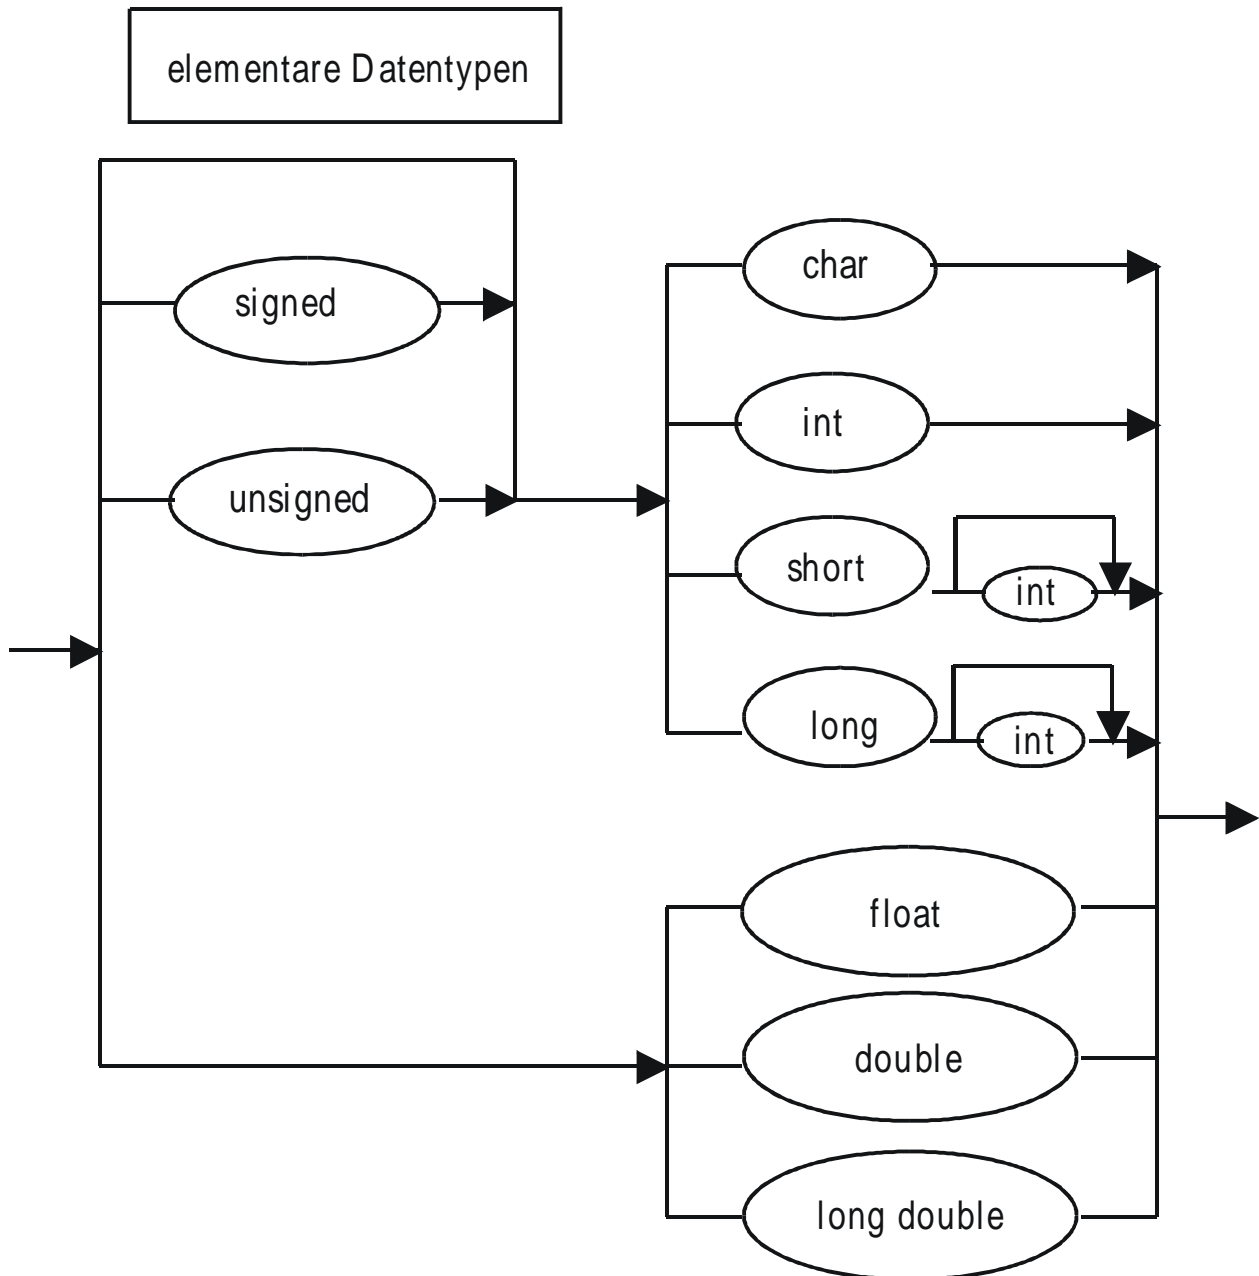 elementare Datentypen
signed
unsigned
char
int
short
int
long
int
float
double
long double